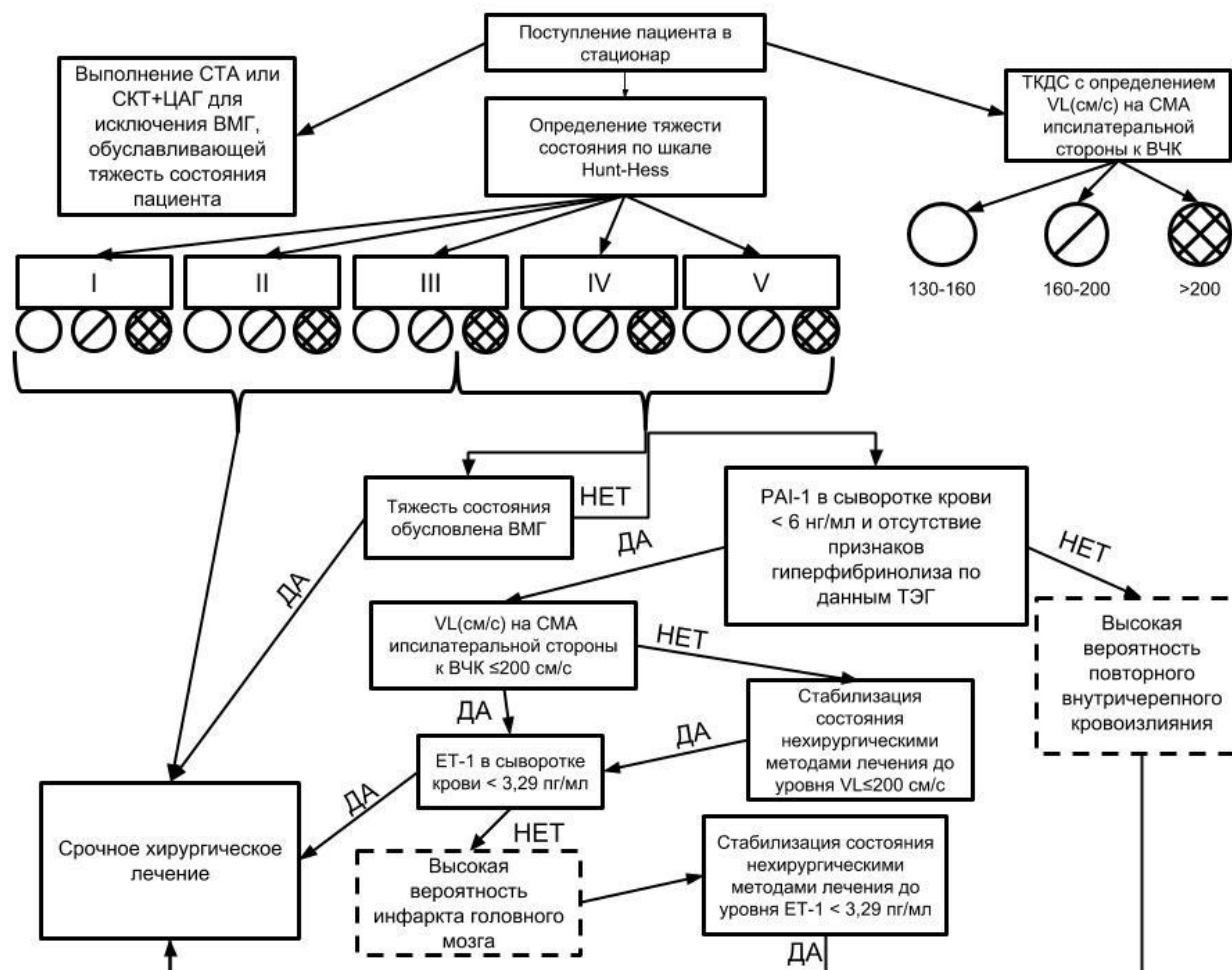 Поступление пациента в
стационар
Выполнение СТА или
СКТ+ЦАГ для
исключения ВМГ,
обуславливающей
тяжесть состояния
пациента
Определение тяжести
состояния по шкале
Hunt-Hess
ТКДС с определением
VL(см/с) на СМА
ипсилатеральной
стороны к ВЧК
130-160
160-200
>200
I
II
III
IV
V
Тяжесть состояния
обусловлена ВМГ
НЕТ
ДА
PAI-1 в сыворотке крови
< 6 нг/мл и отсутствие
признаков
гиперфибринолиза по
данным ТЭГ
ДА
НЕТ
VL(см/с) на СМА
ипсилатеральной стороны
к ВЧК ≤200 см/с
НЕТ
ДА
Высокая
вероятность
повторного
внутричерепного
кровоизлияния
Стабилизация
состояния
нехирургическими
методами лечения до
уровня VL≤200 см/с
ДА
ET-1 в сыворотке
крови < 3,29 пг/мл
ДА
НЕТ
Срочное хирургическое
лечение
Высокая
вероятность
инфаркта головного
мозга
Стабилизация состояния
нехирургическими
методами лечения до
уровня ET-1 < 3,29 пг/мл
ДА